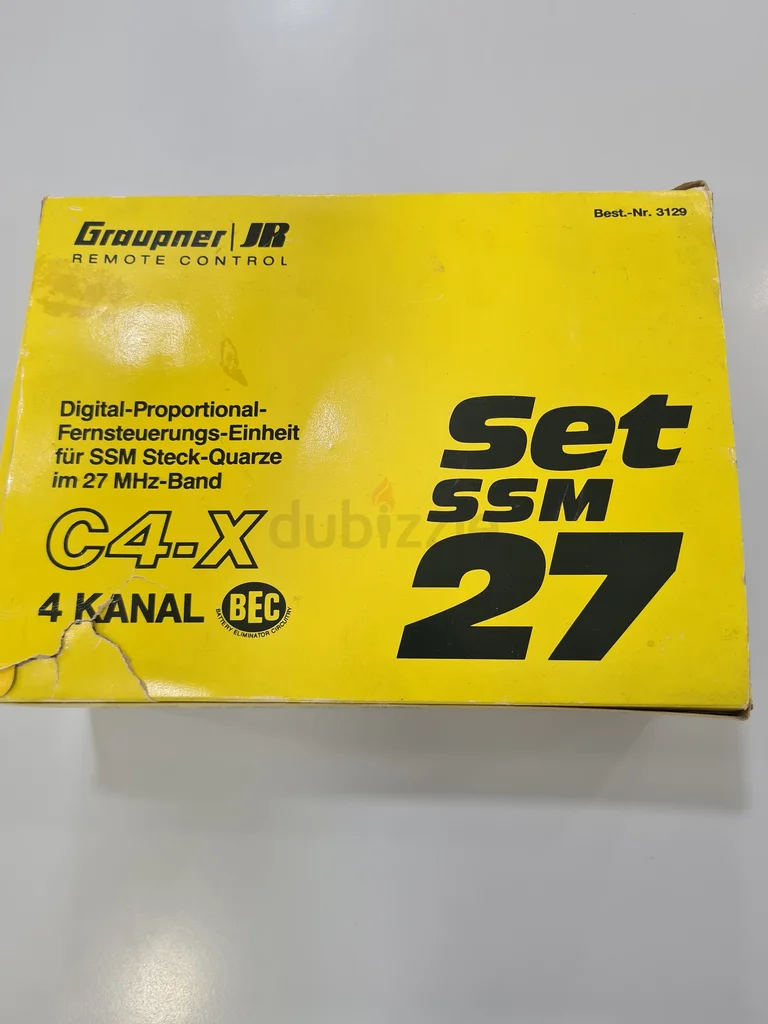 Graupner | JR
REMOTE CONTROL
Best.-Nr. 3129
Digital-Proportional-
Fernsteuerungs-Einheit
für SSM Steck-Quarze
im 27 MHz-Band
C4-X
4 KANAL
BEC
BATTERY ELIMINATOR CIRCUITRY
Set
SSM
27
dubizzle